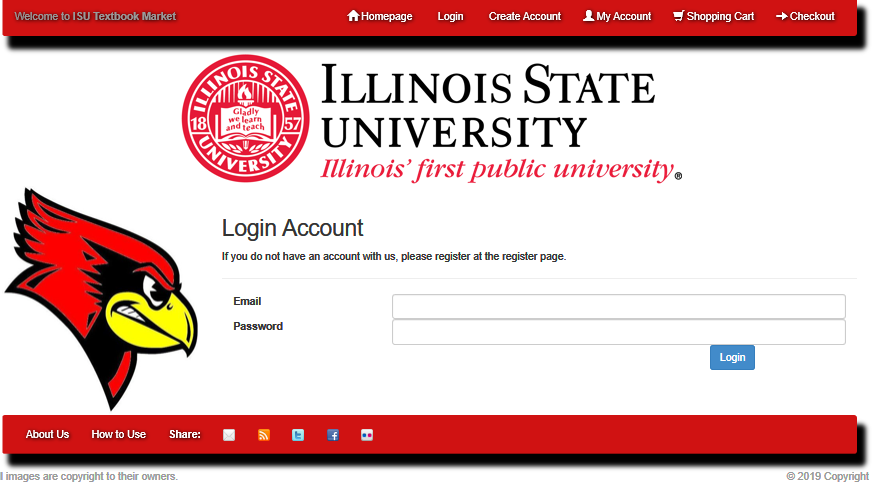 Welcome to ISU Textbook Market
Homepage Login Create Account My Account Shopping Cart Checkout
ILLINOIS STATE
UNIVERSITY
Gladly
we learn
and teach
18 57
ILLINOIS STATE
UNIVERSITY
Illinois' first public university®
Login Account
If you do not have an account with us, please register at the register page.
Email
Password
Login
About Us How to Use Share:
l images are copyright to their owners. © 2019 Copyright